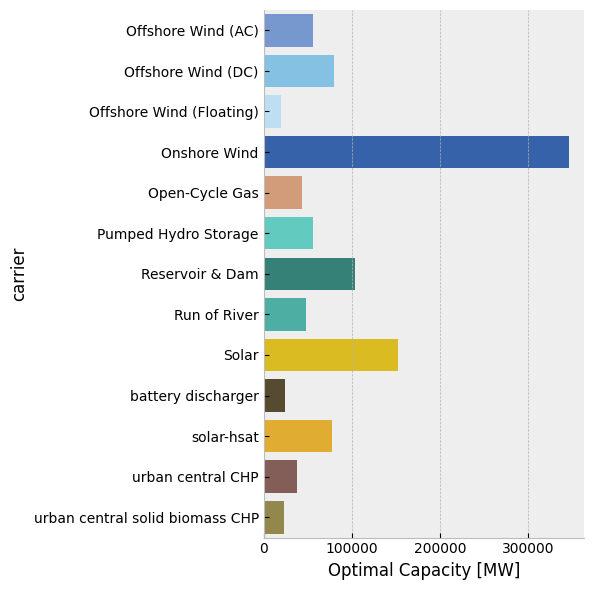 Offshore Wind (AC)
Offshore Wind (DC)
Offshore Wind (Floating)
Onshore Wind
Open-Cycle Gas
Pumped Hydro Storage
Reservoir & Dam
Run of River
Solar
battery discharger
solar-hsat
urban central CHP
urban central solid biomass CHP
carrier
0 100000 200000 300000
Optimal Capacity [MW]